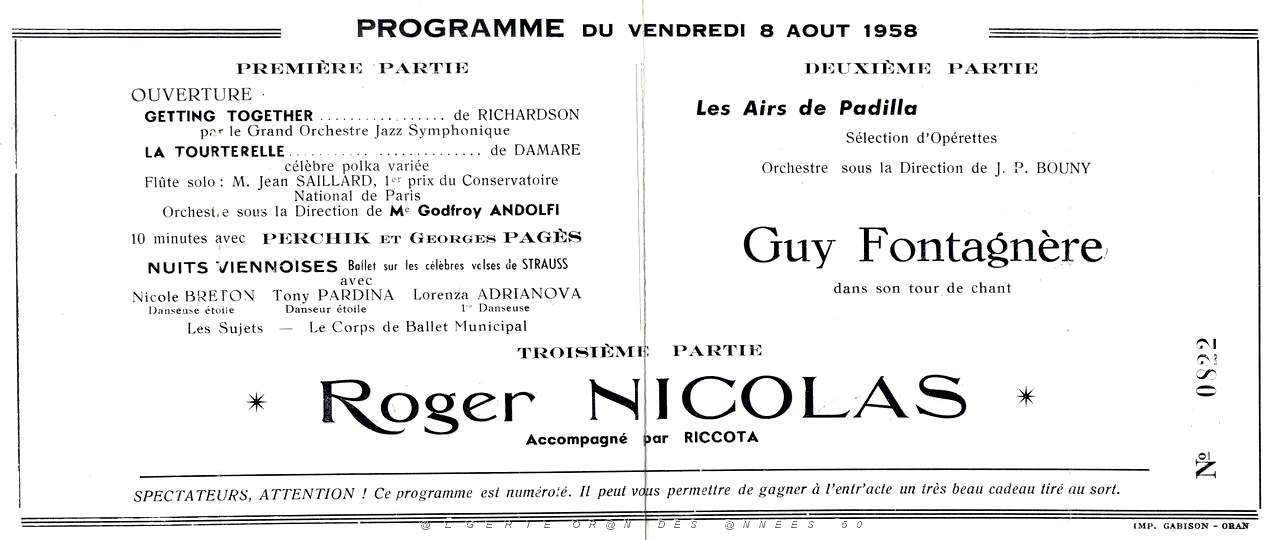 PROGRAMME DU VENDREDI 8 AOUT 1958
PREMIÈRE PARTIE
OUVERTURE
GETTING TOGETHER ................. de RICHARDSON
par le Grand Orchestre Jazz Symphonique
LA TOURTERELLE ......................... de DAMARE
célèbre polka variée
Flûte solo : M. Jean SAILLARD, 1er prix du Conservatoire
National de Paris
Orchestre sous la Direction de Me Godfroy ANDOLFI
10 minutes avec PERCHIK ET GEORGES PAGÈS
NUITS VIENNOISES Ballet sur les célèbres valses de STRAUSS
avec
Nicole BRETON Tony PARDINA Lorenza ADRIANOVA
Danseuse étoile Danseur étoile 1re Danseuse
Les Sujets — Le Corps de Ballet Municipal
DEUXIÈME PARTIE
Les Airs de Padilla
Sélection d'Opérettes
Orchestre sous la Direction de J. P. BOUNY
Guy Fontagnère
dans son tour de chant
TROISIÈME PARTIE
Roger NICOLAS
Accompagné par RICCOTA
SPECTATEURS, ATTENTION ! Ce programme est numéroté. Il peut vous permettre de gagner à l'entr'acte un très beau cadeau tiré au sort.
No 0822
IMP. GABISON - ORAN
@LGERIE OR@N DES @NNEES 50